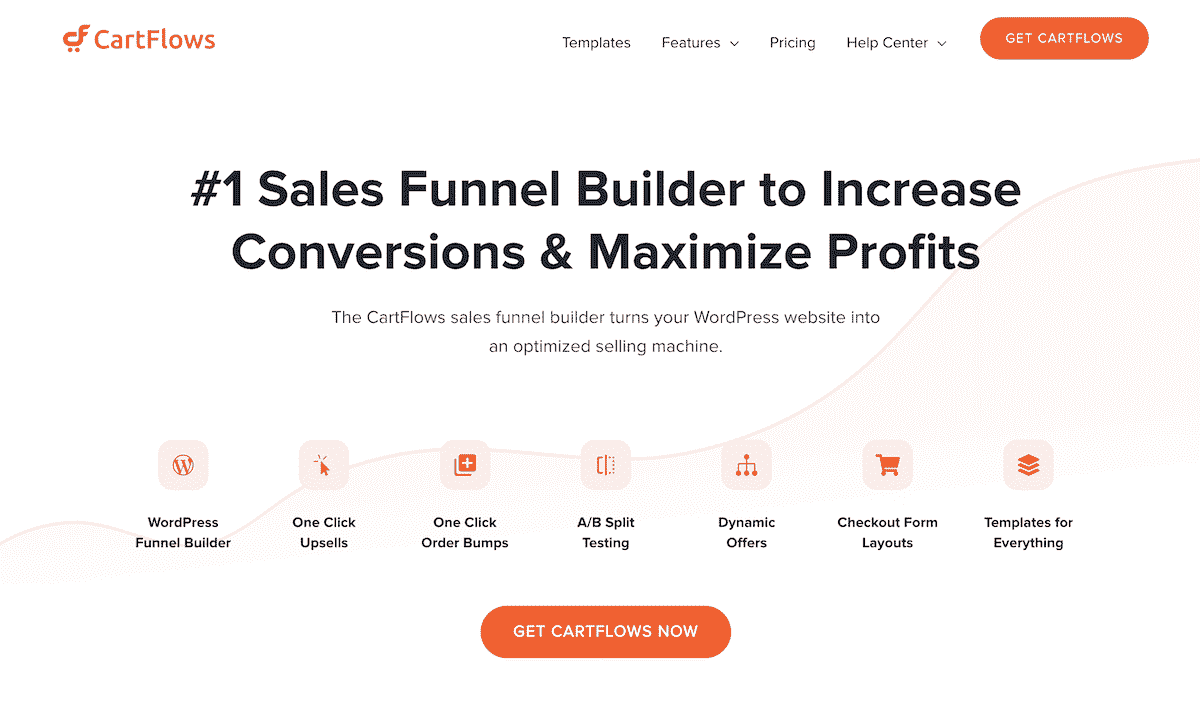 CartFlows
Templates
Features
Pricing
Help Center
GET CARTFLOWS
#1 Sales Funnel Builder to Increase
Conversions & Maximize Profits
The CartFlows sales funnel builder turns your WordPress website into
an optimized selling machine.
WordPress
Funnel Builder
One Click
Upsells
One Click
Order Bumps
A/B Split
Testing
Dynamic
Offers
Checkout Form
Layouts
Templates for
Everything
GET CARTFLOWS NOW